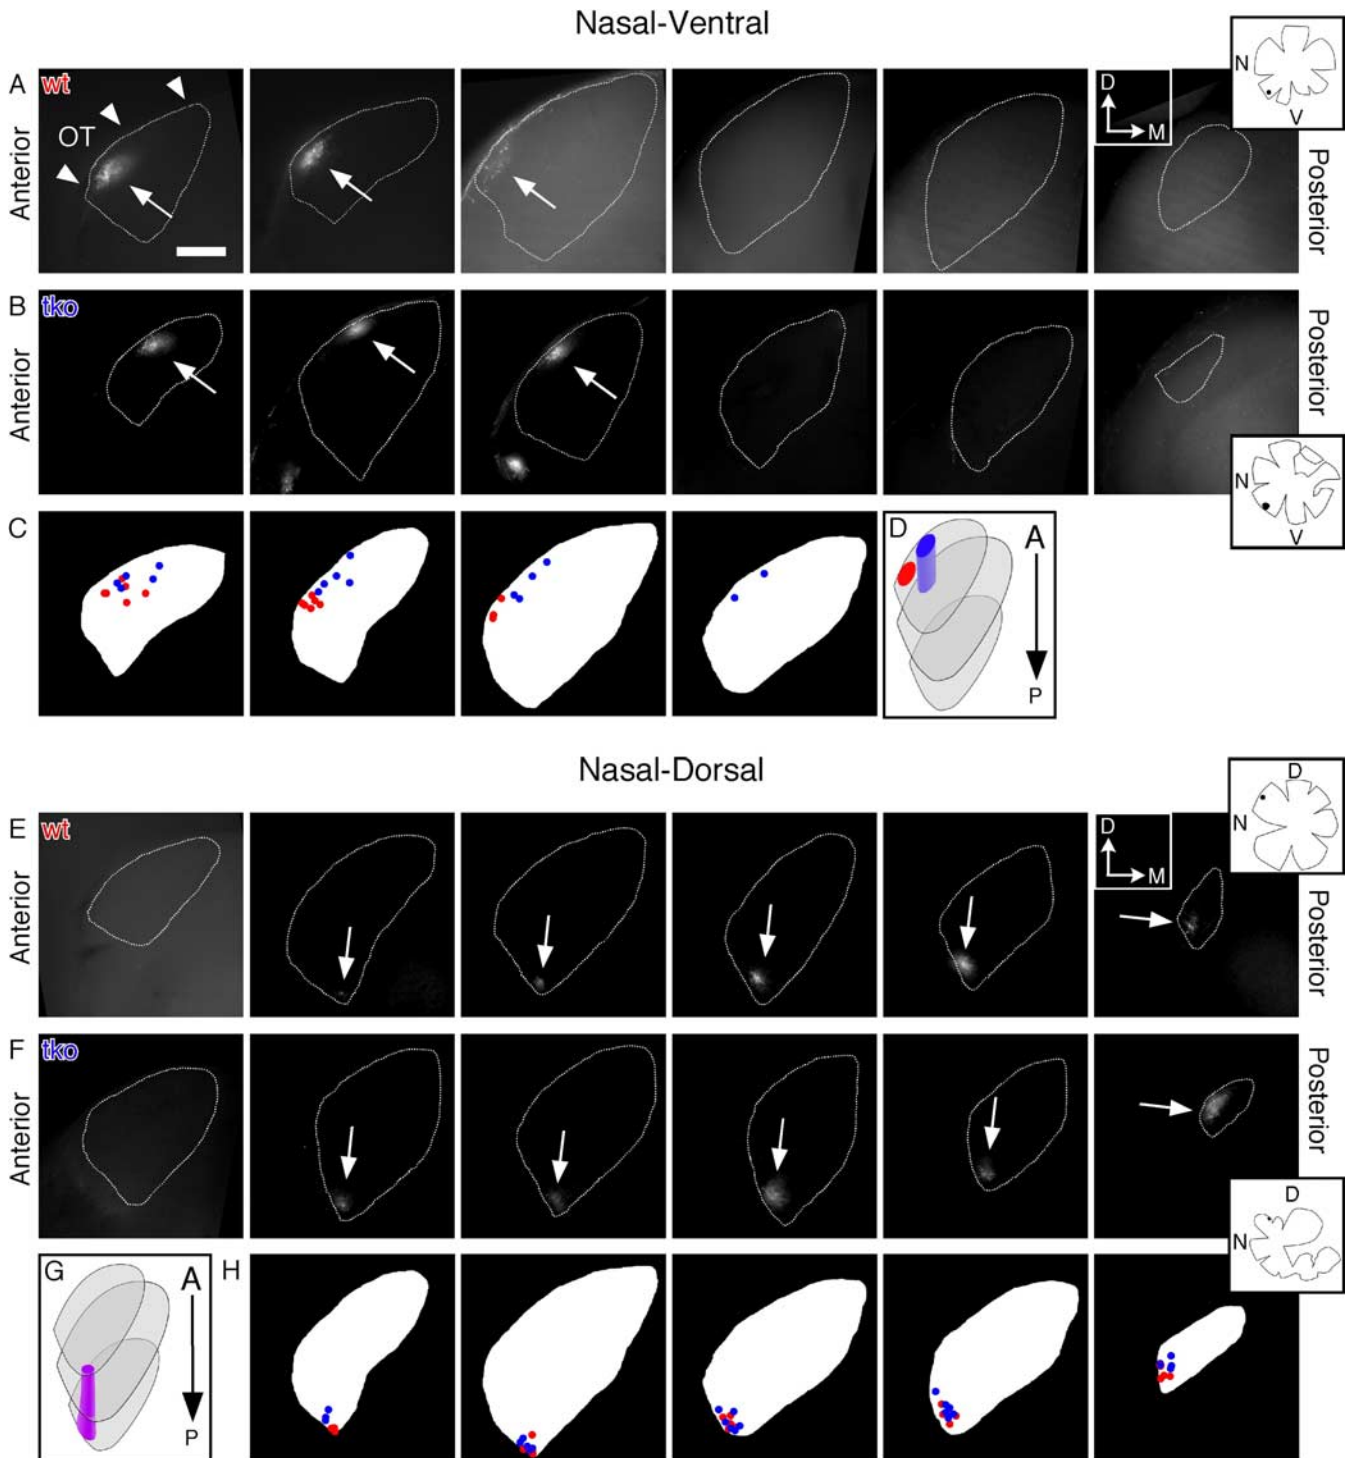 Nasal-Ventral
A
wt
OT
Anterior
D
M
N
V
Posterior
B
tko
Anterior
Posterior
N
V
C
D
A
P
Nasal-Dorsal
E
wt
Anterior
D
M
D
N
Posterior
F
tko
Anterior
Posterior
D
N
G
A
P
H